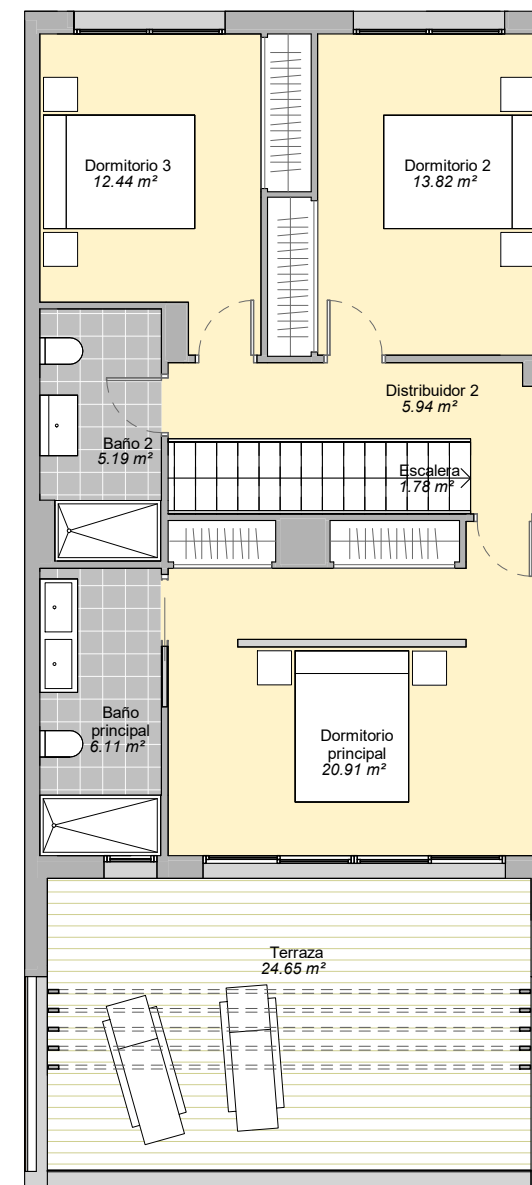 Dormitorio 3
12.44 m²
Dormitorio 2
13.82 m²
Distribuidor 2
5.94 m²
Baño 2
5.19 m²
Escalera
1.78 m²
Baño
principal
6.11 m²
Dormitorio
principal
20.91 m²
Terraza
24.65 m²